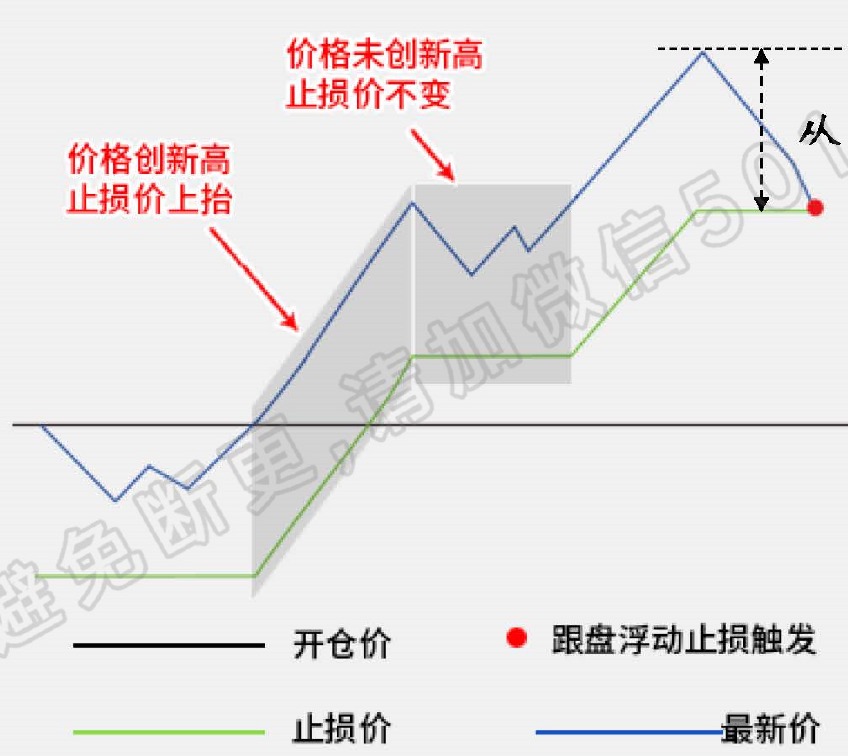 价格未创新高
止损价不变
价格创新高
止损价上抬
从
避免断更,请加微信501
开仓价
跟盘浮动止损触发
止损价
最新价